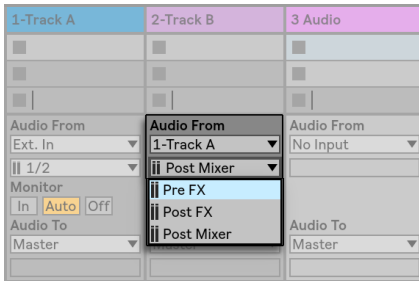 1-Track A
2-Track B
3 Audio
Audio From
Ext. In
1/2
Monitor
In Auto Off
Audio To
Master
Audio From
1-Track A
Post Mixer
Pre FX
Post FX
Post Mixer
Master
Audio From
No Input
Audio To
Master